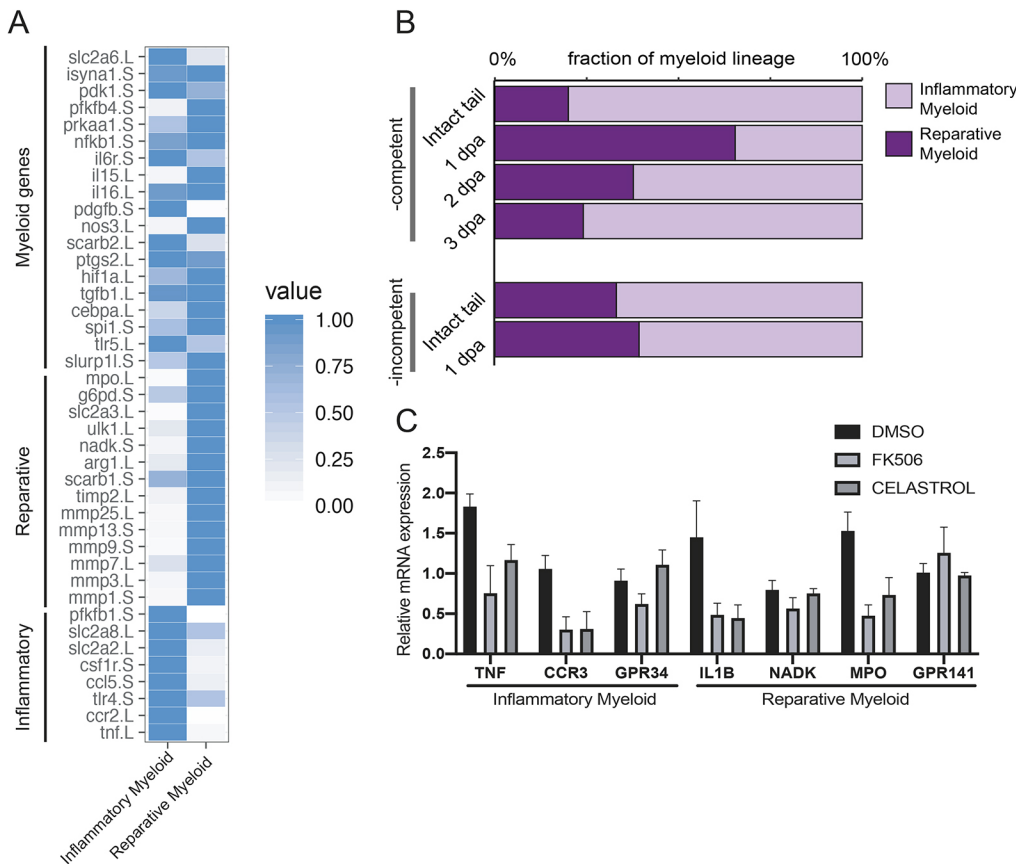 A
Myeloid genes
slc2a6.L
isyna1.S
pdk1.S
pfkfb4.S
prkaa1.S
nfkb1.S
il6r.S
il15.L
il16.L
pdgfb.S
nos3.L
scarb2.L
ptgs2.L
hif1a.L
tgfb1.L
cebpa.L
spi1.S
tlr5.L
slurp1l.S
Reparative
mpo.L
g6pd.S
slc2a3.L
ulk1.L
nadk.S
arg1.L
scarb1.S
timp2.L
mmp25.L
mmp13.S
mmp9.S
mmp7.L
mmp3.L
mmp1.S
Inflammatory
pfkfb1.S
slc2a8.L
slc2a2.L
csf1r.S
ccl5.S
tlr4.S
ccr2.L
tnf.L
Inflammatory Myeloid
Reparative Myeloid
value
1.00
0.75
0.50
0.25
0.00
B
0% fraction of myeloid lineage 100%
-competent
Intact tail
1 dpa
2 dpa
3 dpa
-incompetent
Intact tail
1 dpa
Inflammatory
Myeloid
Reparative
Myeloid
C
DMSO
FK506
CELASTROL
Relative mRNA expression
2.5
2.0
1.5
1.0
0.5
0.0
TNF CCR3 GPR34 IL1B NADK MPO GPR141
Inflammatory Myeloid Reparative Myeloid